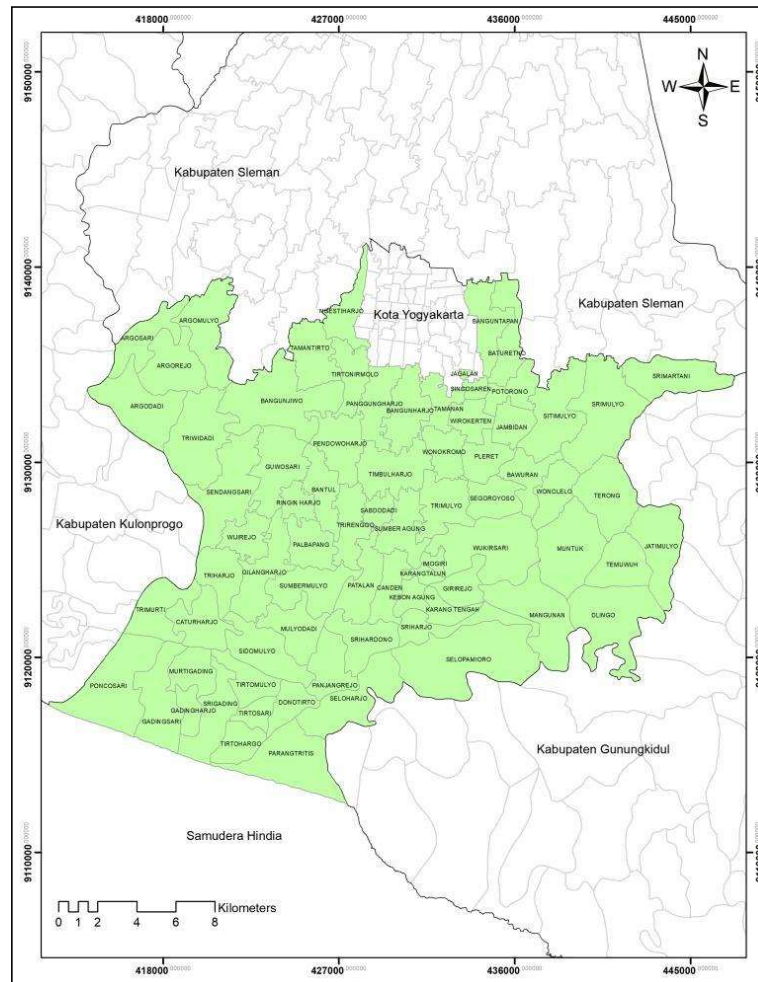 418000 427000 436000 445000
N
W E
S
9150000
Kabupaten Sleman
9140000
NGESTIHARJO
Kota Yogyakarta
Kabupaten Sleman
ARGOMULYO
BANGUNTAPAN
ARGOSARI
TAMANTIRTO
BATURETNO
ARGOREJO
TIRTONIRMOLO
JAGALAN
SRIMARTANI
SINGOSAREN
POTORONO
ARGODADI
BANGUNJIWO
PANGGUNGHARJO
BANGUNHARJO
TAMANAN
SITIMULYO
SRIMULYO
WIROKERTEN
JAMBIDAN
TRIWIDADI
PENDOWOHARJO
9130000
GUWOSARI
TIMBULHARJO
WONOKROMO
PLERET
SENDANGSARI
BANTUL
BAWURAN
RINGIN HARJO
SABDODADI
TRIMULYO
SEGOROYOSO
WONOLELO
TERONG
Kabupaten Kulonprogo
TRIRENGGO
SUMBER AGUNG
WIJIREJO
PALBAPANG
WUKIRSARI
MUNTUK
JATIMULYO
IMOGIRI
TEMUWUH
TRIHARJO
GILANGHARJO
KARANGTALUN
SUMBERMULYO
PATALAN
CANDEN
GIRIREJO
KEBON AGUNG
TRIMURTI
KARANG TENGAH
MANGUNAN
DLINGO
CATURHARJO
MULYODADI
SRIHARJO
SRIHARDONO
9120000
SIDOMULYO
SELOPAMIORO
MURTIGADING
PONCOSARI
TIRTOMULYO
PANJANGREJO
SRIGADING
DONOTIRTO
SELOHARJO
GADINGHARJO
TIRTOSARI
GADINGSARI
TIRTOHARGO
PARANGTRITIS
Kabupaten Gunungkidul
Samudera Hindia
9110000
Kilometers
0 1 2 4 6 8
418000 427000 436000 445000